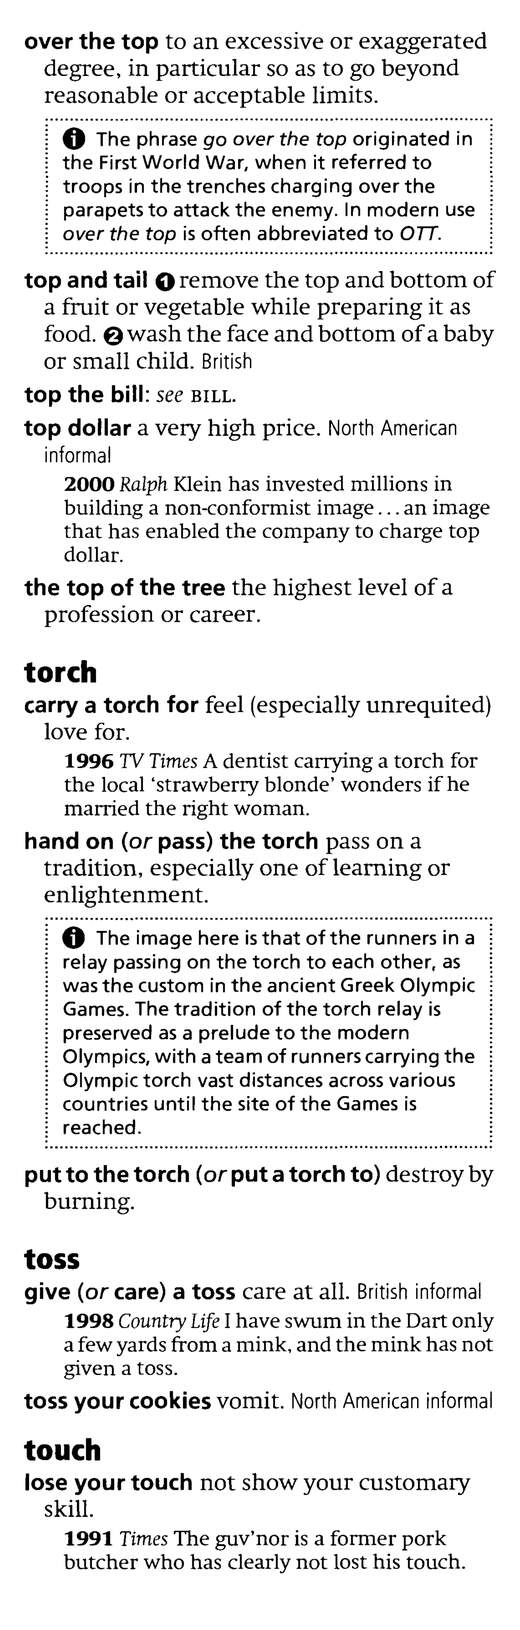 over the top to an excessive or exaggerated
degree, in particular so as to go beyond
reasonable or acceptable limits.
ℹ The phrase go over the top originated in
the First World War, when it referred to
troops in the trenches charging over the
parapets to attack the enemy. In modern use
over the top is often abbreviated to OTT.
top and tail ❶ remove the top and bottom of
a fruit or vegetable while preparing it as
food. ❷ wash the face and bottom of a baby
or small child. British
top the bill: see BILL.
top dollar a very high price. North American
informal
2000 Ralph Klein has invested millions in
building a non-conformist image...an image
that has enabled the company to charge top
dollar.
the top of the tree the highest level of a
profession or career.
torch
carry a torch for feel (especially unrequited)
love for.
1996 TV Times A dentist carrying a torch for
the local ‘strawberry blonde’ wonders if he
married the right woman.
hand on (or pass) the torch pass on a
tradition, especially one of learning or
enlightenment.
ℹ The image here is that of the runners in a
relay passing on the torch to each other, as
was the custom in the ancient Greek Olympic
Games. The tradition of the torch relay is
preserved as a prelude to the modern
Olympics, with a team of runners carrying the
Olympic torch vast distances across various
countries until the site of the Games is
reached.
put to the torch (or put a torch to) destroy by
burning.
toss
give (or care) a toss care at all. British informal
1998 Country Life I have swum in the Dart only
a few yards from a mink, and the mink has not
given a toss.
toss your cookies vomit. North American informal
touch
lose your touch not show your customary
skill.
1991 Times The guv’nor is a former pork
butcher who has clearly not lost his touch.